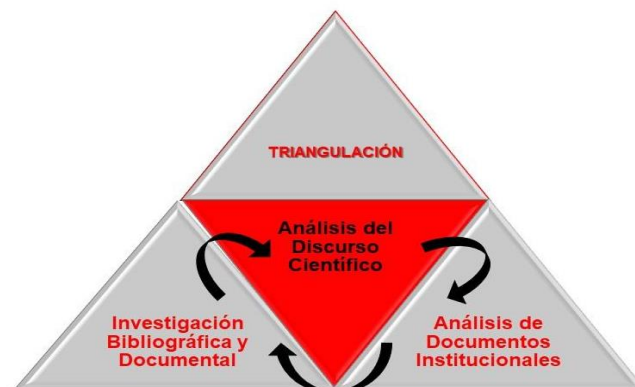 TRIANGULACIÓN
Análisis del
Discurso
Científico
Investigación
Bibliográfica y
Documental
Análisis de
Documentos
Institucionales